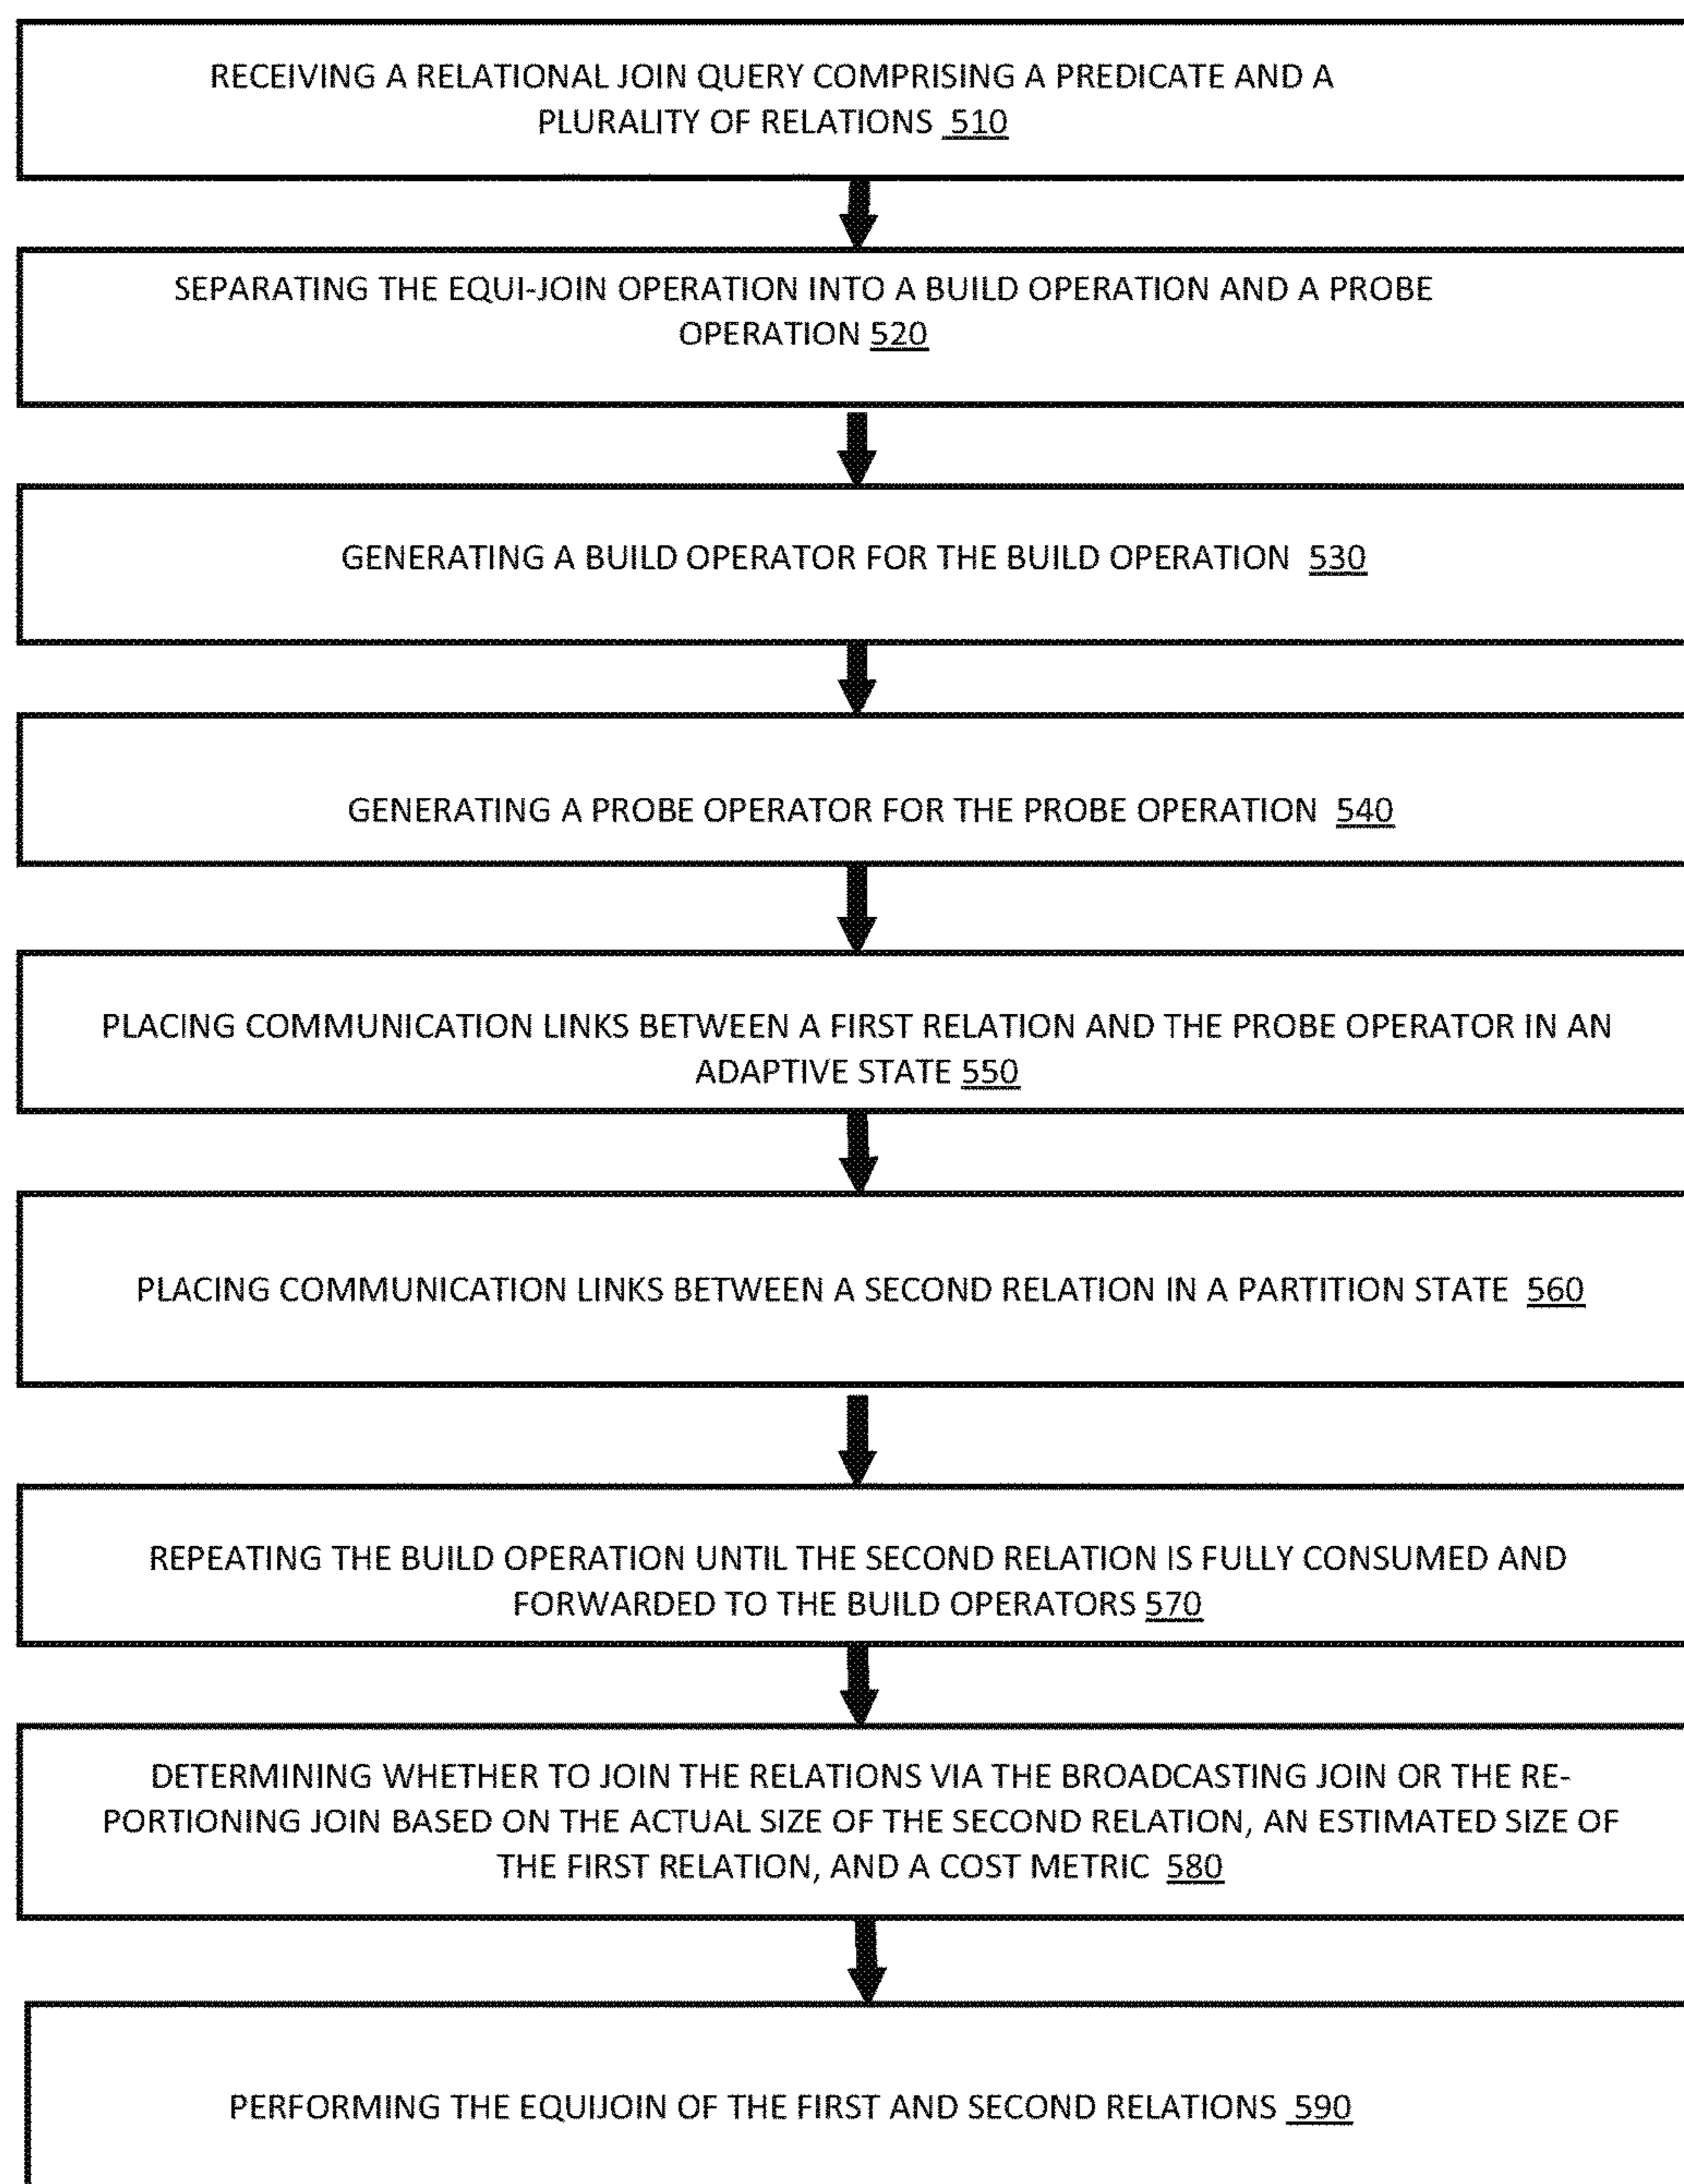 RECEIVING A RELATIONAL JOIN QUERY COMPRISING A PREDICATE AND A
PLURALITY OF RELATIONS 510
SEPARATING THE EQUI-JOIN OPERATION INTO A BUILD OPERATION AND A PROBE
OPERATION 520
GENERATING A BUILD OPERATOR FOR THE BUILD OPERATION 530
GENERATING A PROBE OPERATOR FOR THE PROBE OPERATION 540
PLACING COMMUNICATION LINKS BETWEEN A FIRST RELATION AND THE PROBE OPERATOR IN AN
ADAPTIVE STATE 550
PLACING COMMUNICATION LINKS BETWEEN A SECOND RELATION IN A PARTITION STATE 560
REPEATING THE BUILD OPERATION UNTIL THE SECOND RELATION IS FULLY CONSUMED AND
FORWARDED TO THE BUILD OPERATORS 570
DETERMINING WHETHER TO JOIN THE RELATIONS VIA THE BROADCASTING JOIN OR THE RE-
PORTIONING JOIN BASED ON THE ACTUAL SIZE OF THE SECOND RELATION, AN ESTIMATED SIZE OF
THE FIRST RELATION, AND A COST METRIC 580
PERFORMING THE EQUIJOIN OF THE FIRST AND SECOND RELATIONS 590